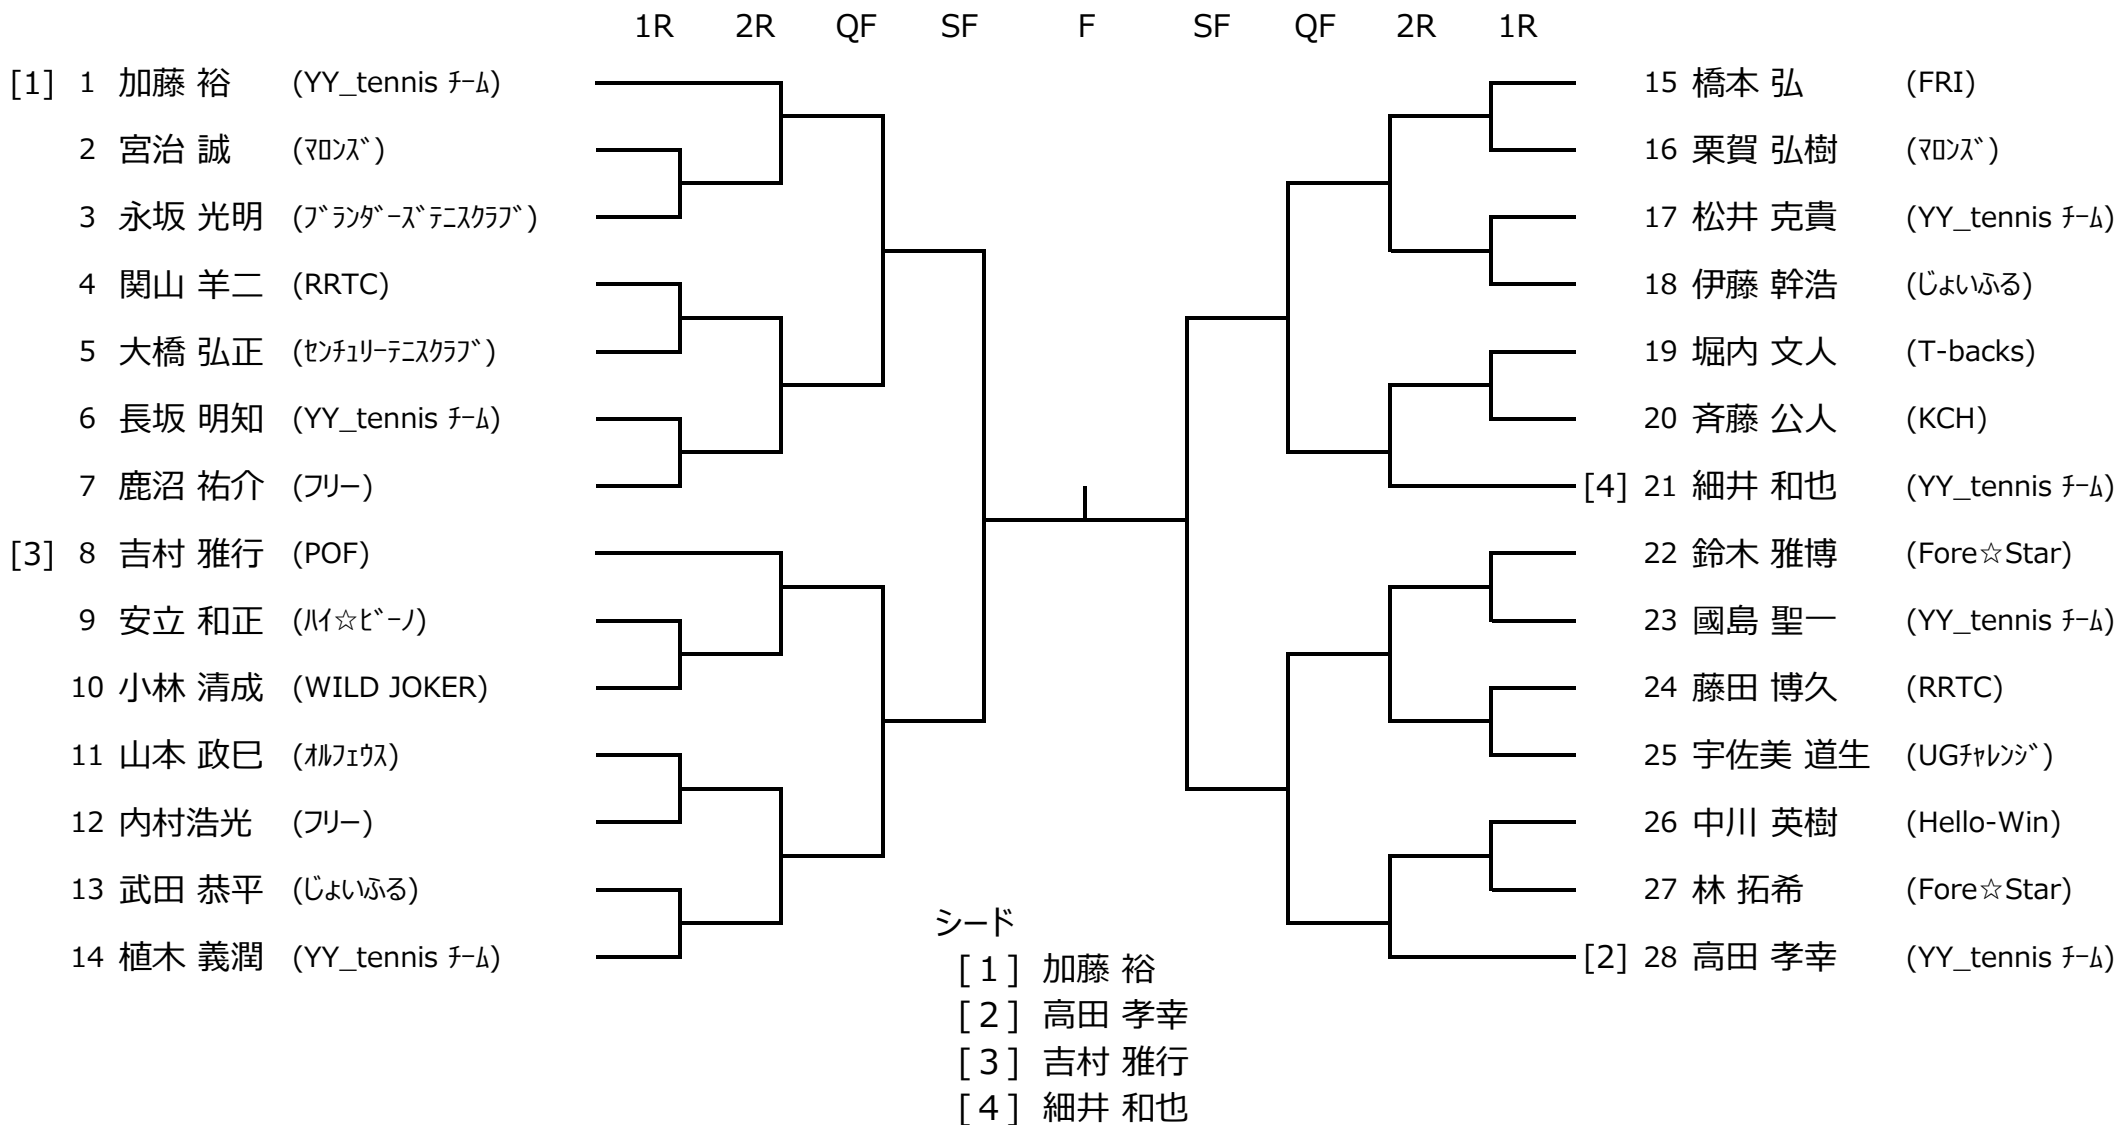 1R 2R QF SF F SF QF 2R 1R
[1] 1 加藤 裕 (YY_tennis ﾁｰﾑ)
2 宮治 誠 (ﾏﾛﾝｽﾞ)
3 永坂 光明 (ﾌﾞﾗﾝﾀﾞｰｽﾞﾃﾆｽｸﾗﾌﾞ)
4 関山 羊二 (RRTC)
5 大橋 弘正 (ｾﾝﾁｭﾘｰﾃﾆｽｸﾗﾌﾞ)
6 長坂 明知 (YY_tennis ﾁｰﾑ)
7 鹿沼 祐介 (フリー)
[3] 8 吉村 雅行 (POF)
9 安立 和正 (ﾊｲ☆ﾋﾞｰﾉ)
10 小林 清成 (WILD JOKER)
11 山本 政巳 (ｵﾙﾌｪｳｽ)
12 内村浩光 (フリー)
13 武田 恭平 (じょいふる)
14 植木 義潤 (YY_tennis ﾁｰﾑ)
15 橋本 弘 (FRI)
16 栗賀 弘樹 (ﾏﾛﾝｽﾞ)
17 松井 克貴 (YY_tennis ﾁｰﾑ)
18 伊藤 幹浩 (じょいふる)
19 堀内 文人 (T-backs)
20 斉藤 公人 (KCH)
[4] 21 細井 和也 (YY_tennis ﾁｰﾑ)
22 鈴木 雅博 (Fore☆Star)
23 國島 聖一 (YY_tennis ﾁｰﾑ)
24 藤田 博久 (RRTC)
25 宇佐美 道生 (UGﾁｬﾚﾝｼﾞ)
26 中川 英樹 (Hello-Win)
27 林 拓希 (Fore☆Star)
[2] 28 高田 孝幸 (YY_tennis ﾁｰﾑ)
シード
[1] 加藤 裕
[2] 高田 孝幸
[3] 吉村 雅行
[4] 細井 和也